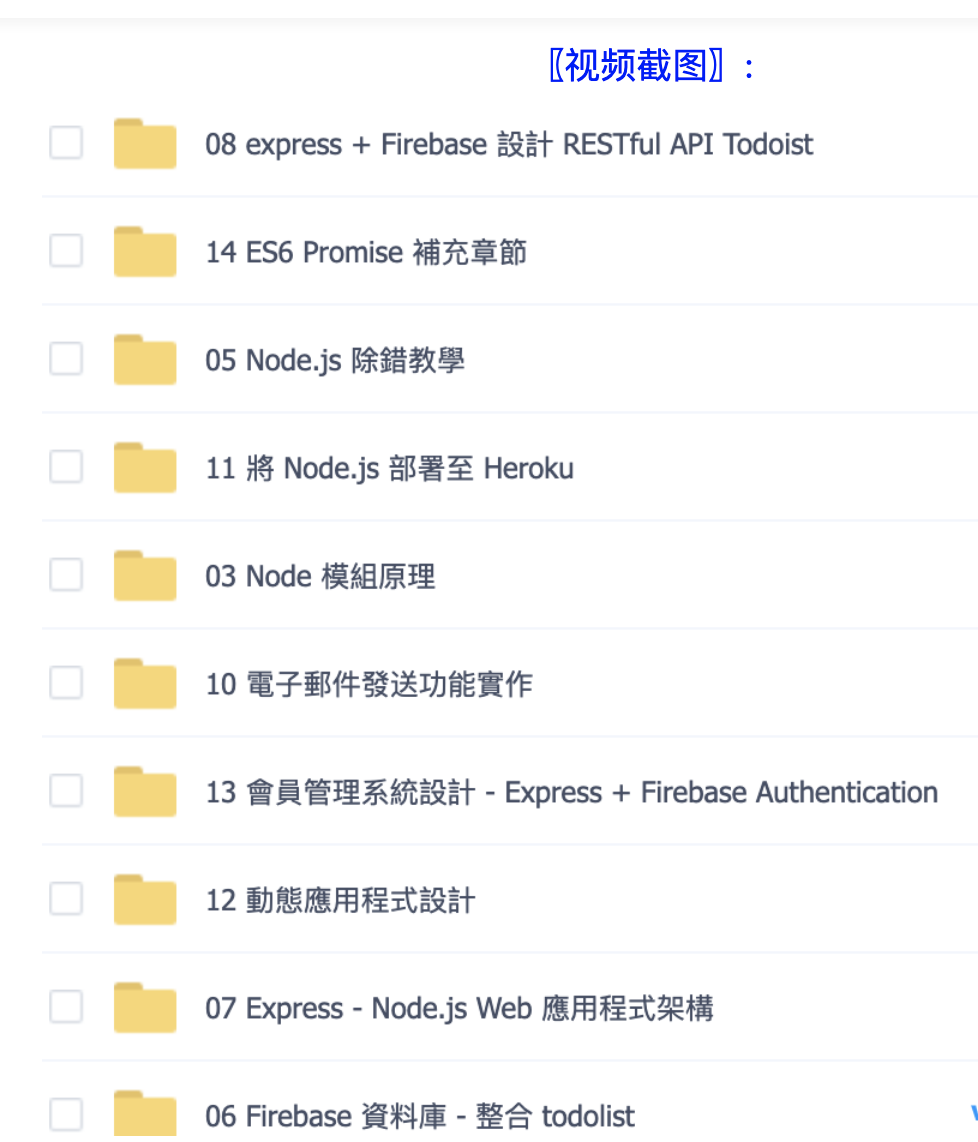 〖视频截图〗:
08 express + Firebase 設計 RESTful API Todoist
14 ES6 Promise 補充章節
05 Node.js 除錯教學
11 將 Node.js 部署至 Heroku
03 Node 模組原理
10 電子郵件發送功能實作
13 會員管理系統設計 - Express + Firebase Authentication
12 動態應用程式設計
07 Express - Node.js Web 應用程式架構
06 Firebase 資料庫 - 整合 todolist